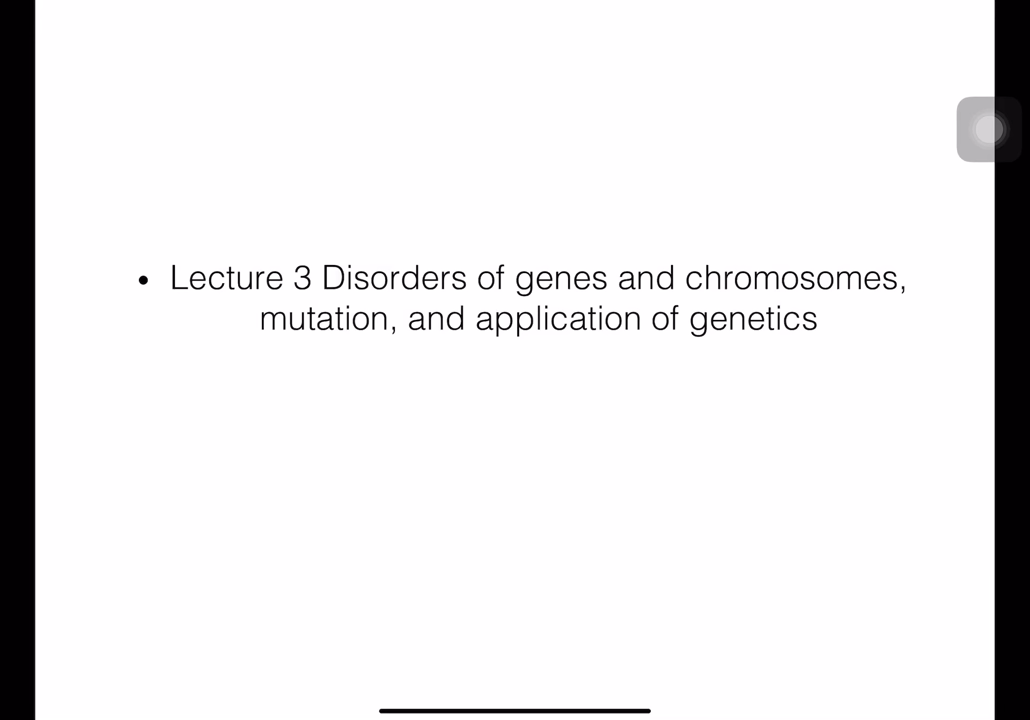 • Lecture 3 Disorders of genes and chromosomes,
mutation, and application of genetics